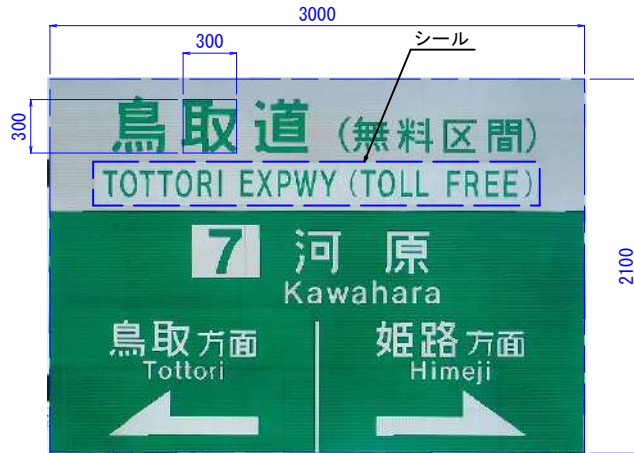 3000
300
シール
300
鳥取道（無料区間）
TOTTORI EXPWY (TOLL FREE)
7 河原
Kawahara
2100
鳥取方面
Tottori
姫路方面
Himeji